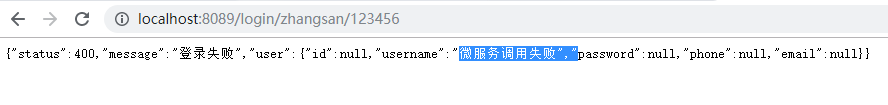 localhost:8089/login/zhangsan/123456
{"status":400,"message":"登录失败","user":{"id":null,"username":"微服务调用失败","password":null,"phone":null,"email":null}}